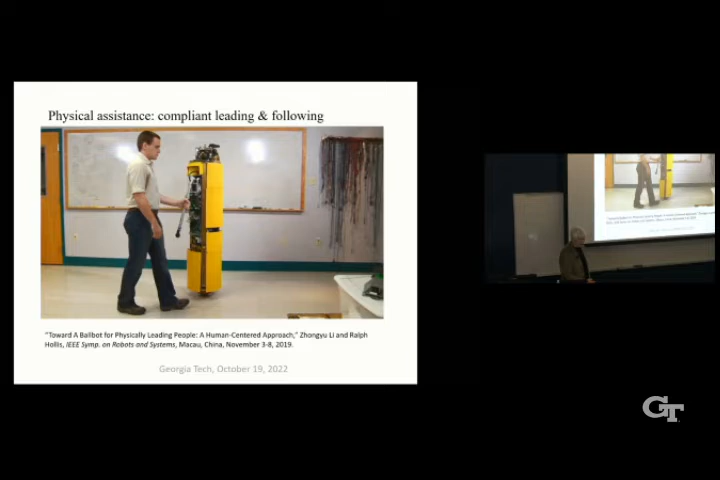 Physical assistance: compliant leading & following
"Toward A Ballbot for Physically Leading People: A Human-Centered Approach," Zhongyu Li and Ralph
Hollis, IEEE Symp. on Robots and Systems, Macau, China, November 3-8, 2019.
Georgia Tech, October 19, 2022
GT